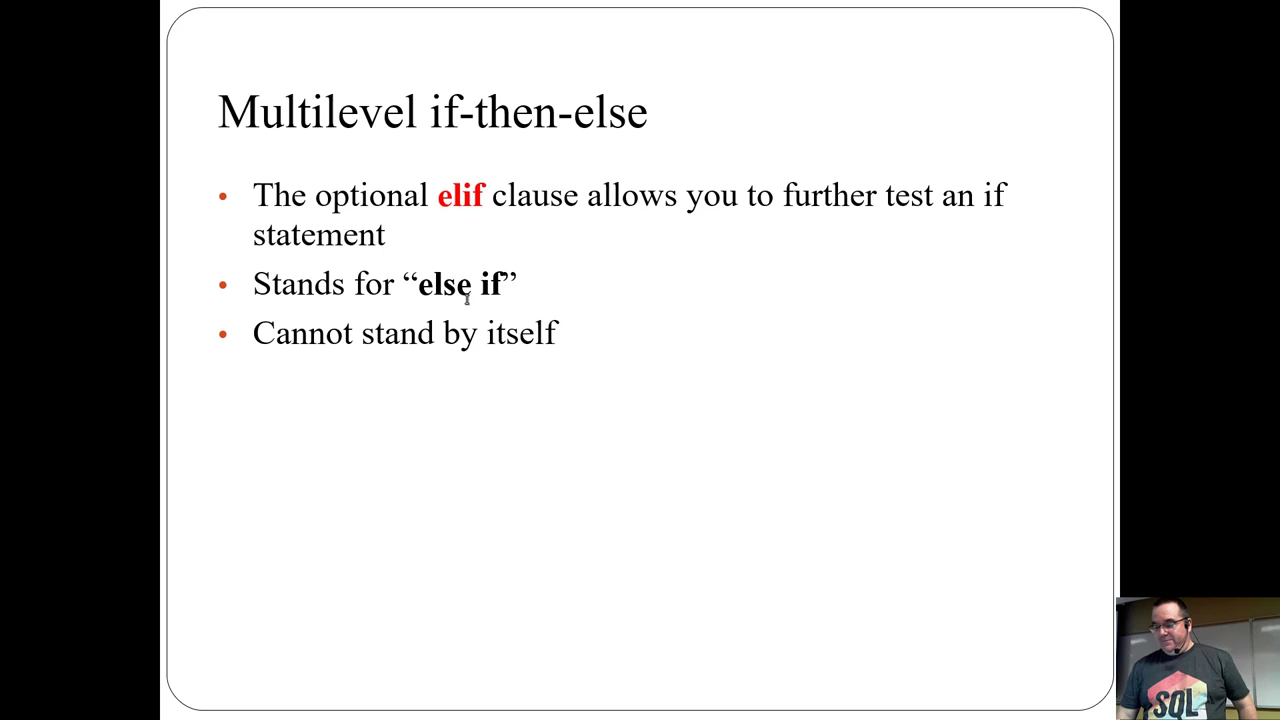 Multilevel if-then-else
• The optional elif clause allows you to further test an if
statement
• Stands for “else if”
• Cannot stand by itself
SQL